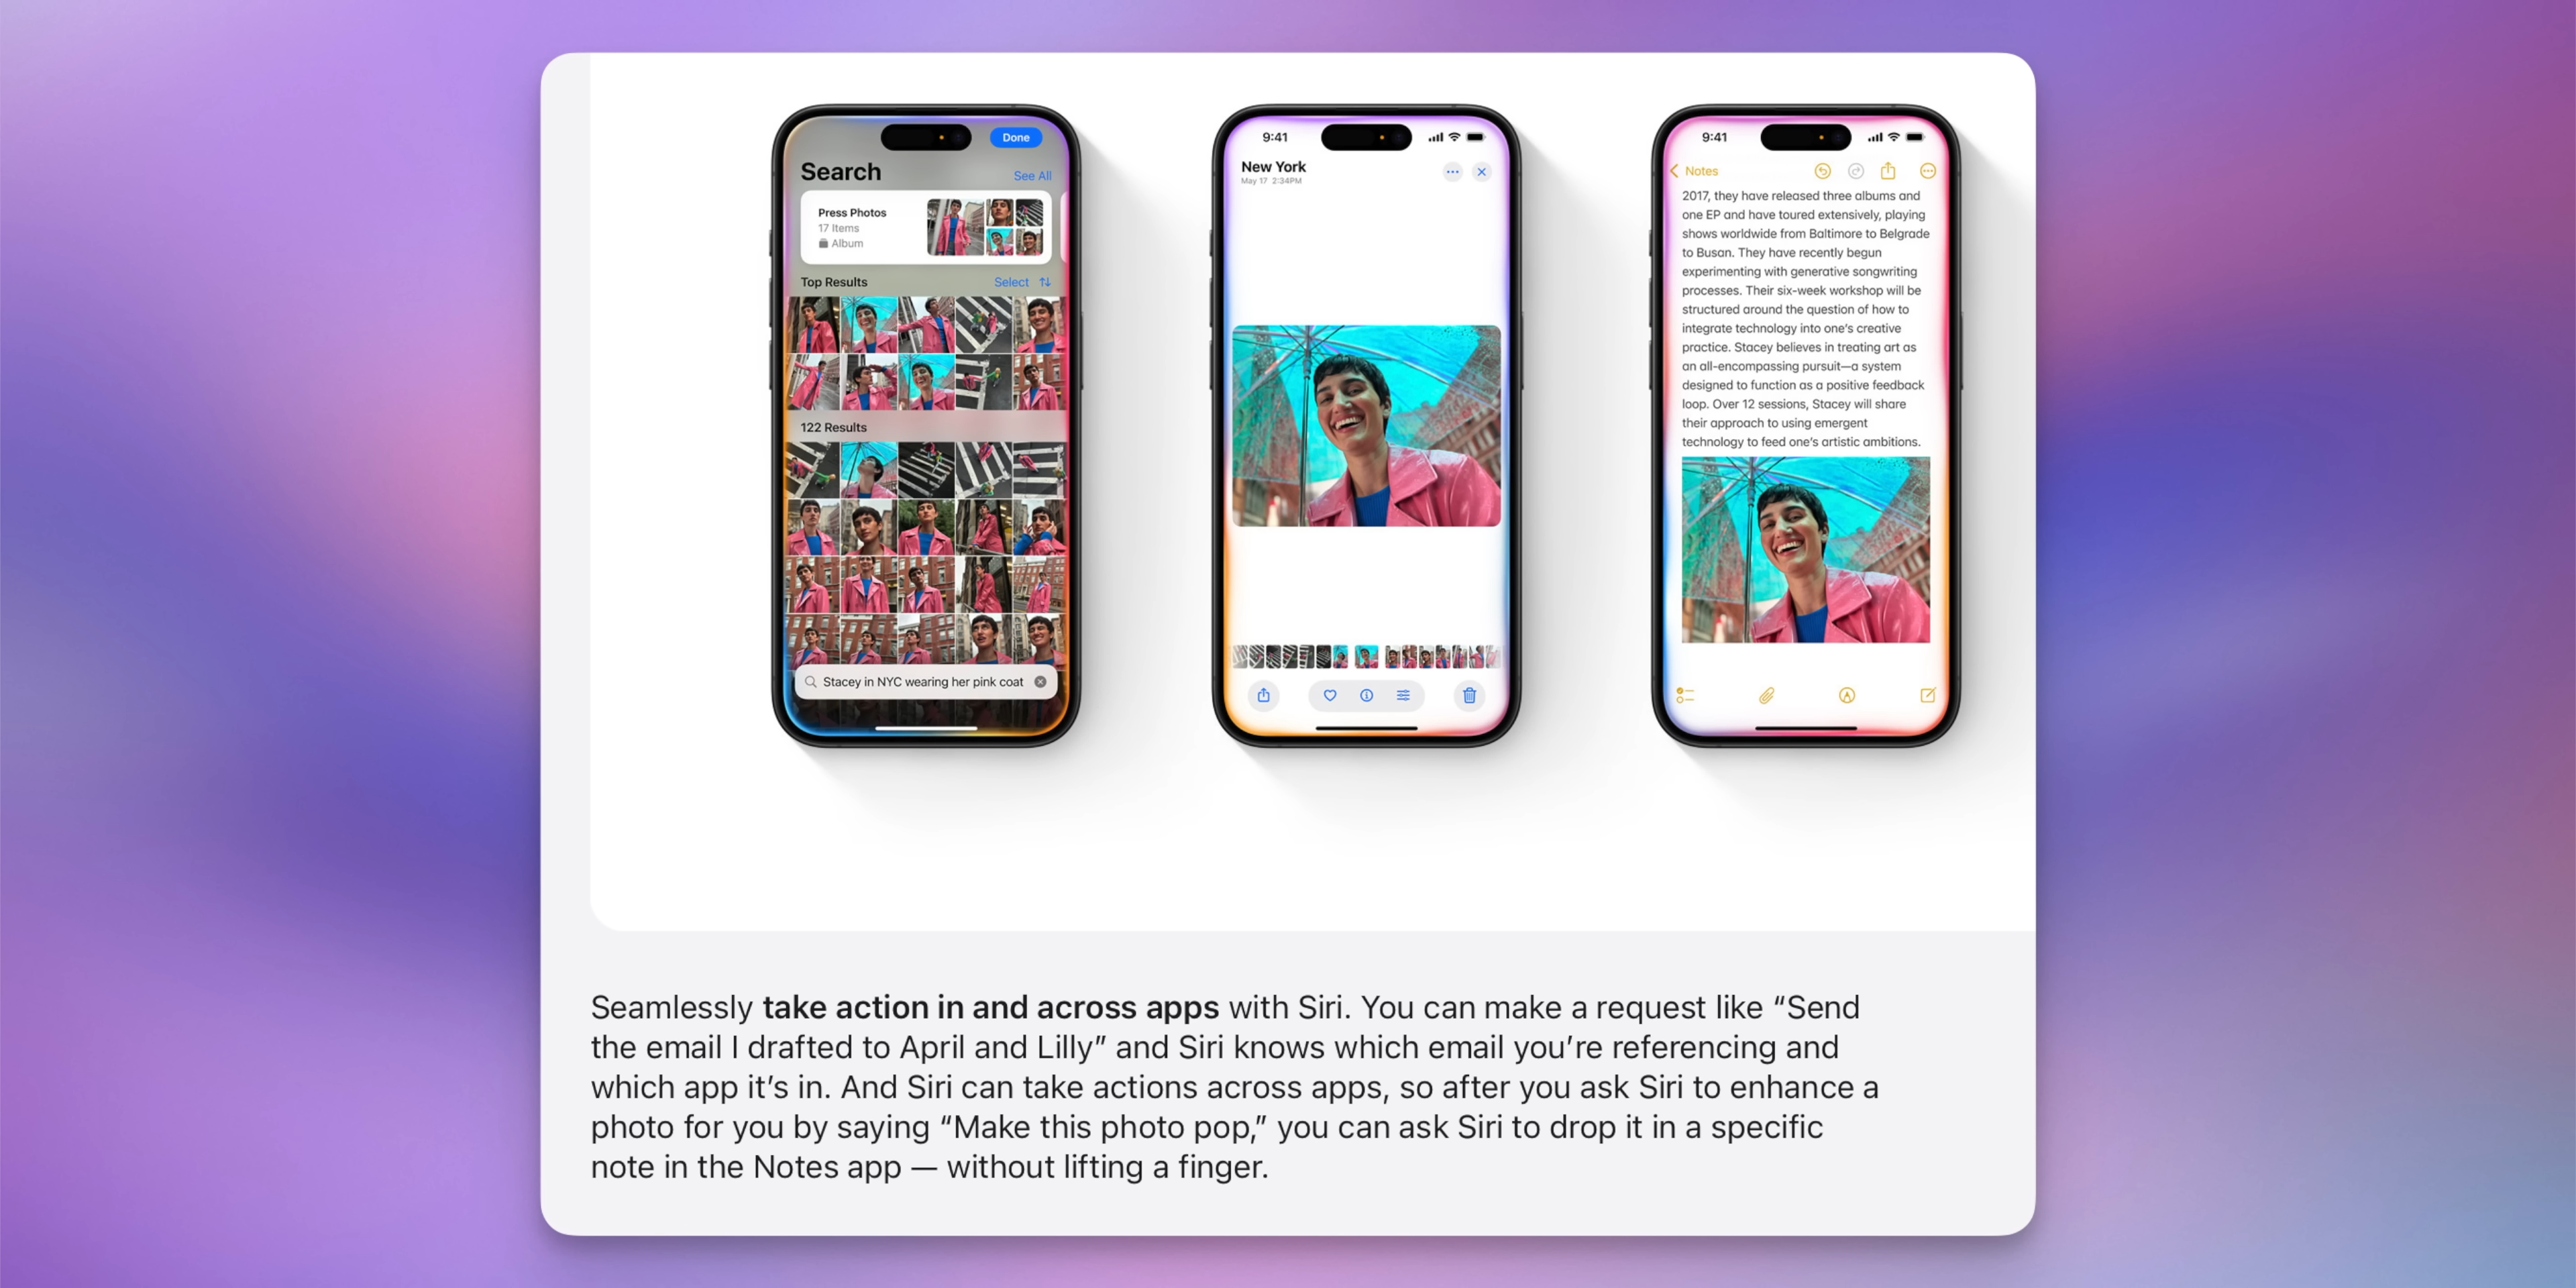 Done
Search
See All
Press Photos
17 Items
Album
Top Results
Select
122 Results
Stacey in NYC wearing her pink coat
9:41
New York
May 17 2:34PM
9:41
Notes
2017, they have released three albums and
one EP and have toured extensively, playing
shows worldwide from Baltimore to Belgrade
to Busan. They have recently begun
experimenting with generative songwriting
processes. Their six-week workshop will be
structured around the question of how to
integrate technology into one’s creative
practice. Stacey believes in treating art as
an all-encompassing pursuit—a system
designed to function as a positive feedback
loop. Over 12 sessions, Stacey will share
their approach to using emergent
technology to feed one’s artistic ambitions.
Seamlessly take action in and across apps with Siri. You can make a request like “Send
the email I drafted to April and Lilly” and Siri knows which email you’re referencing and
which app it’s in. And Siri can take actions across apps, so after you ask Siri to enhance a
photo for you by saying “Make this photo pop,” you can ask Siri to drop it in a specific
note in the Notes app — without lifting a finger.